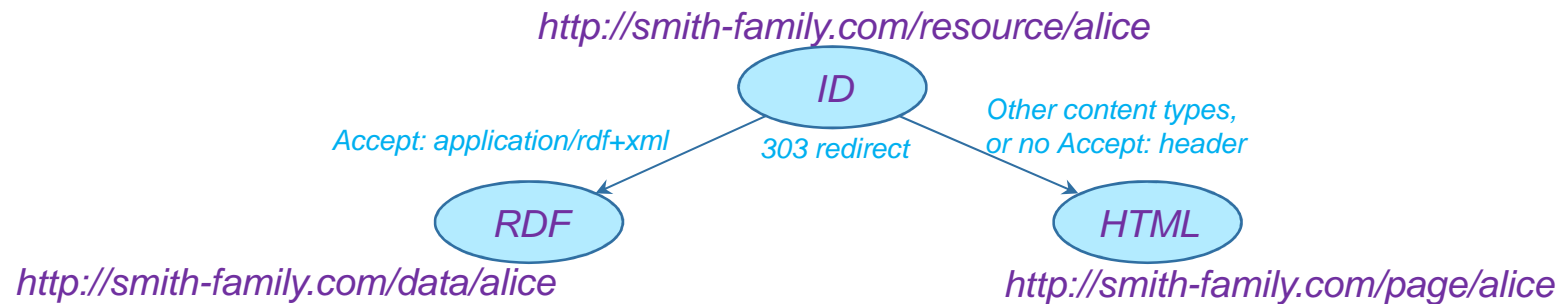 http://smith-family.com/resource/alice
ID
Other content types,
or no Accept: header
Accept: application/rdf+xml
303 redirect
RDF
HTML
http://smith-family.com/data/alice
http://smith-family.com/page/alice